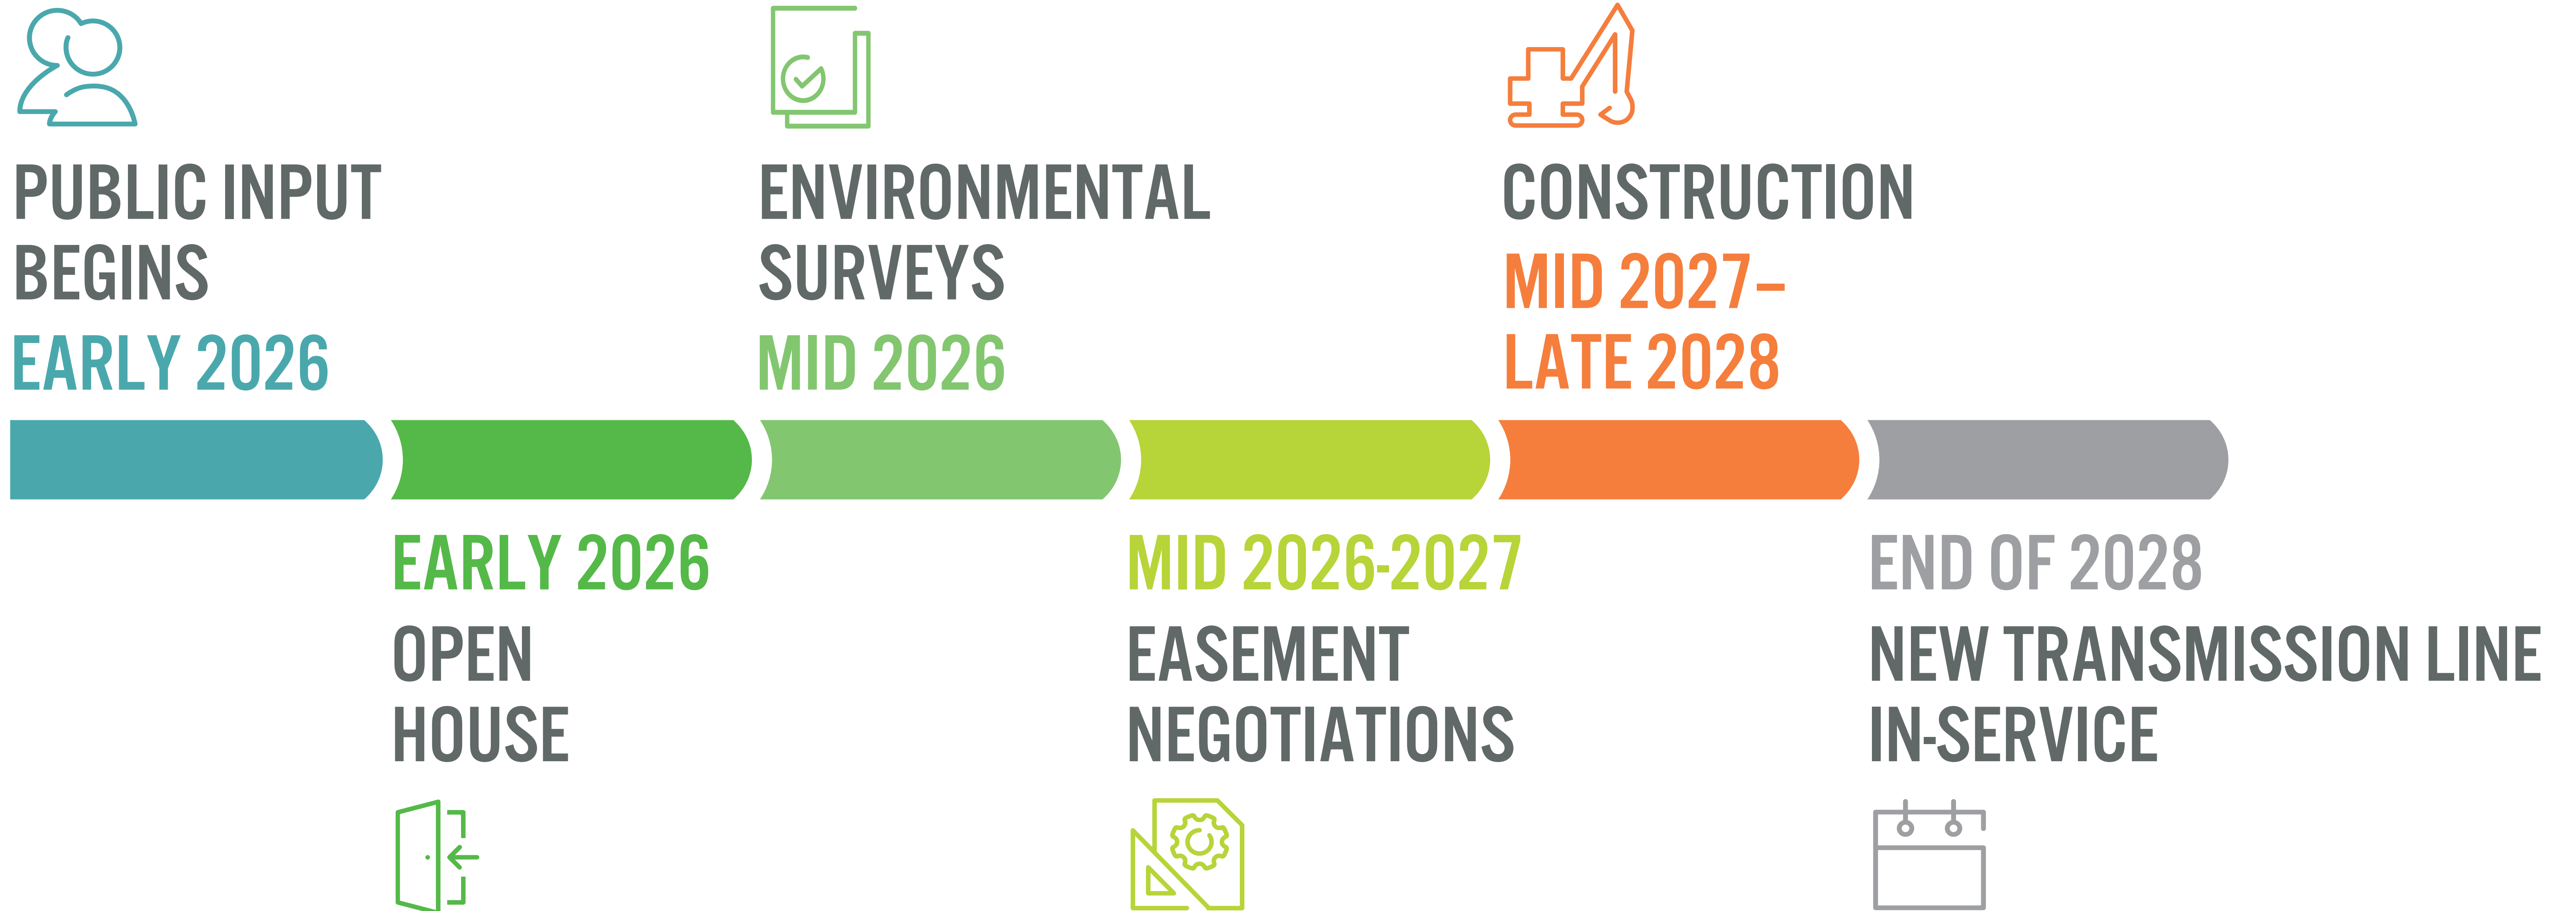 PUBLIC INPUT
BEGINS
EARLY 2026
EARLY 2026
OPEN
HOUSE
ENVIRONMENTAL
SURVEYS
MID 2026
MID 2026-2027
EASEMENT
NEGOTIATIONS
CONSTRUCTION
MID 2027–
LATE 2028
END OF 2028
NEW TRANSMISSION LINE
IN-SERVICE